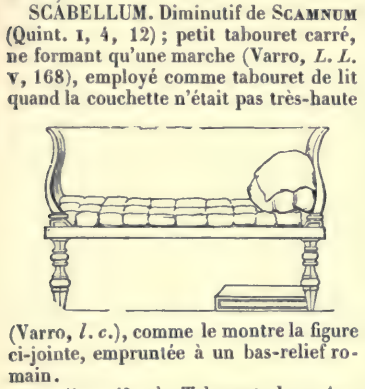 SCABELLUM. Diminutif de SCAMNUM
(Quint. I, 4, 12) ; petit tabouret carré,
ne formant qu'une marche (Varro, L. L.
V, 168), employé comme tabouret de lit
quand la couchette n'était pas très-haute
(Varro, l. c.), comme le montre la figure
ci-jointe, empruntée à un bas-relief ro-
main.